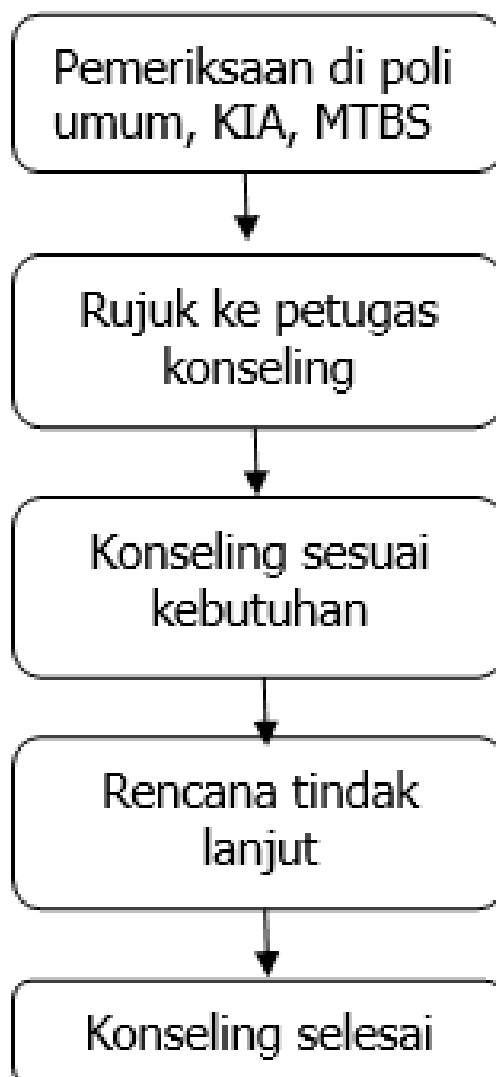 Pemeriksaan di poli
umum, KIA, MTBS
Rujuk ke petugas
konseling
Konseling sesuai
kebutuhan
Rencana tindak
lanjut
Konseling selesai